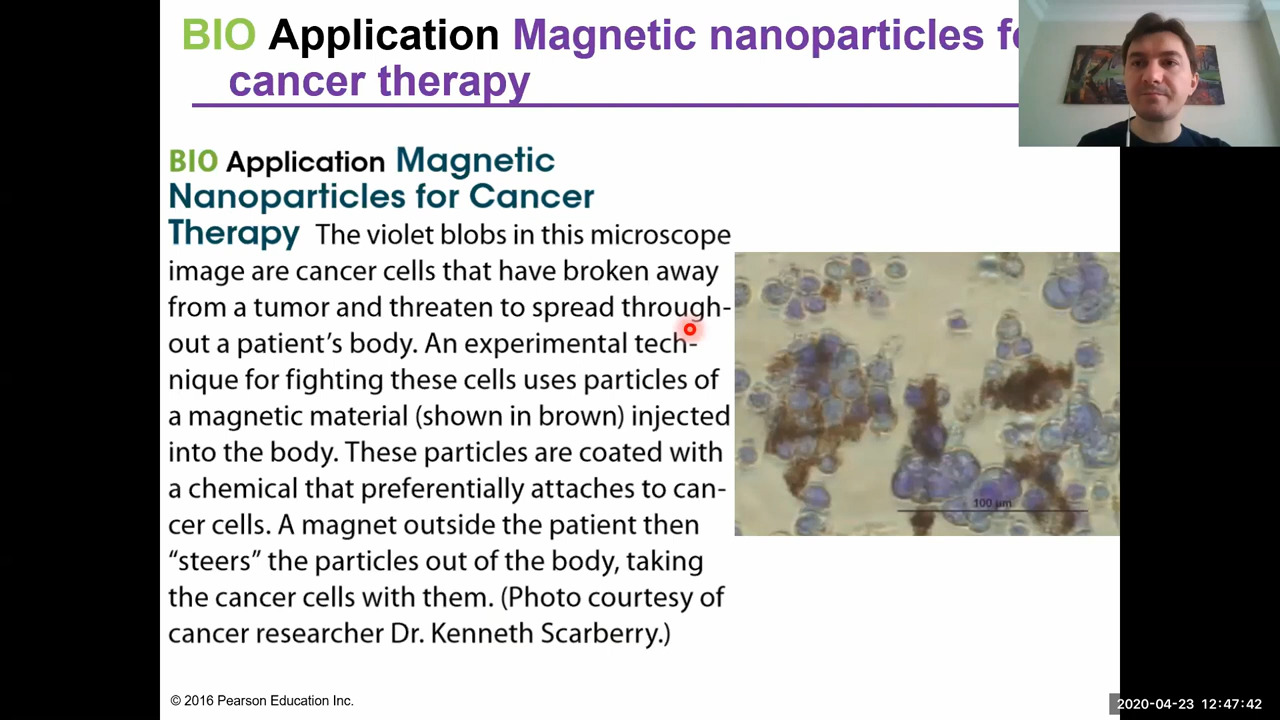 BIO Application Magnetic nanoparticles
cancer therapy
BIO Application Magnetic
Nanoparticles for Cancer
Therapy The violet blobs in this microscope
image are cancer cells that have broken away
from a tumor and threaten to spread through-
out a patient's body. An experimental tech-
nique for fighting these cells uses particles of
a magnetic material (shown in brown) injected
into the body. These particles are coated with
a chemical that preferentially attaches to can-
cer cells. A magnet outside the patient then
“steers” the particles out of the body, taking
the cancer cells with them. (Photo courtesy of
cancer researcher Dr. Kenneth Scarberry.)
100 µm
© 2016 Pearson Education Inc.
2020-04-23 12:47:42